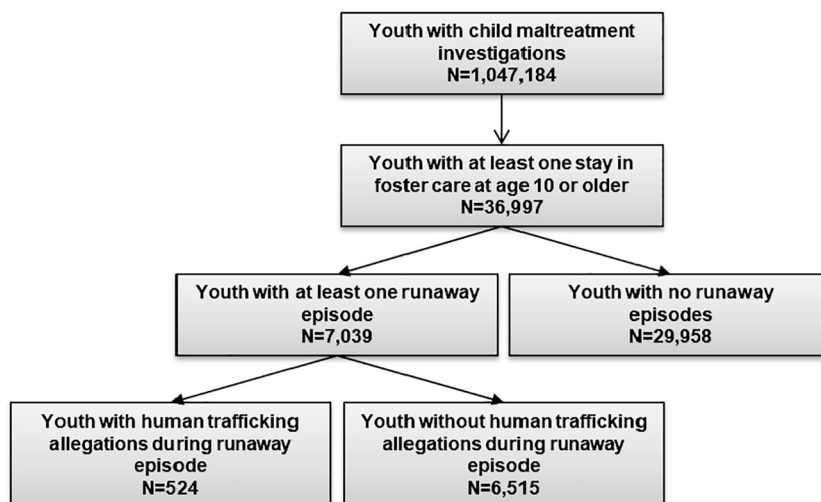 Youth with child maltreatment
investigations
N=1,047,184
Youth with at least one stay in
foster care at age 10 or older
N=36,997
Youth with at least one runaway
episode
N=7,039
Youth with no runaway
episodes
N=29,958
Youth with human trafficking
allegations during runaway
episode
N=524
Youth without human trafficking
allegations during runaway
episode
N=6,515